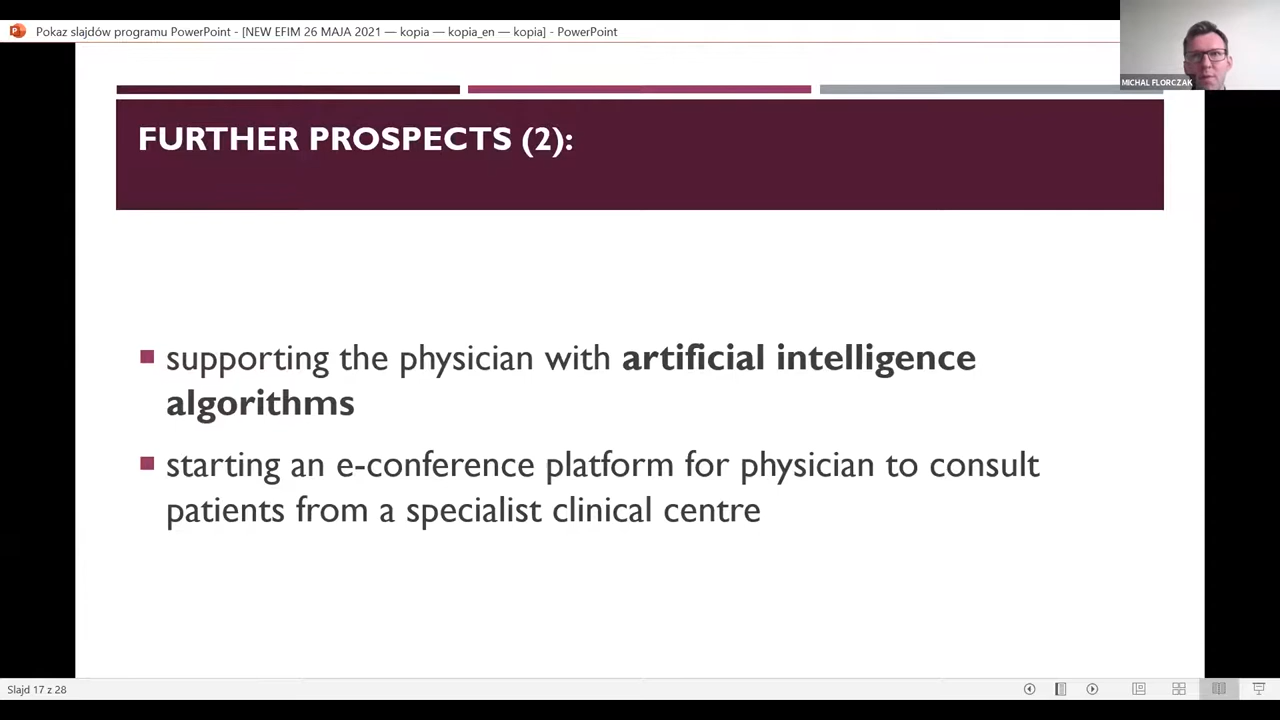 Pokaz slajdów programu PowerPoint - [NEW EFIM 26 MAJA 2021 — kopia — kopia_en — kopia] - PowerPoint
MICHAL FLORCZAK
FURTHER PROSPECTS (2):
supporting the physician with artificial intelligence
algorithms
starting an e-conference platform for physician to consult
patients from a specialist clinical centre
Slajd 17 z 28